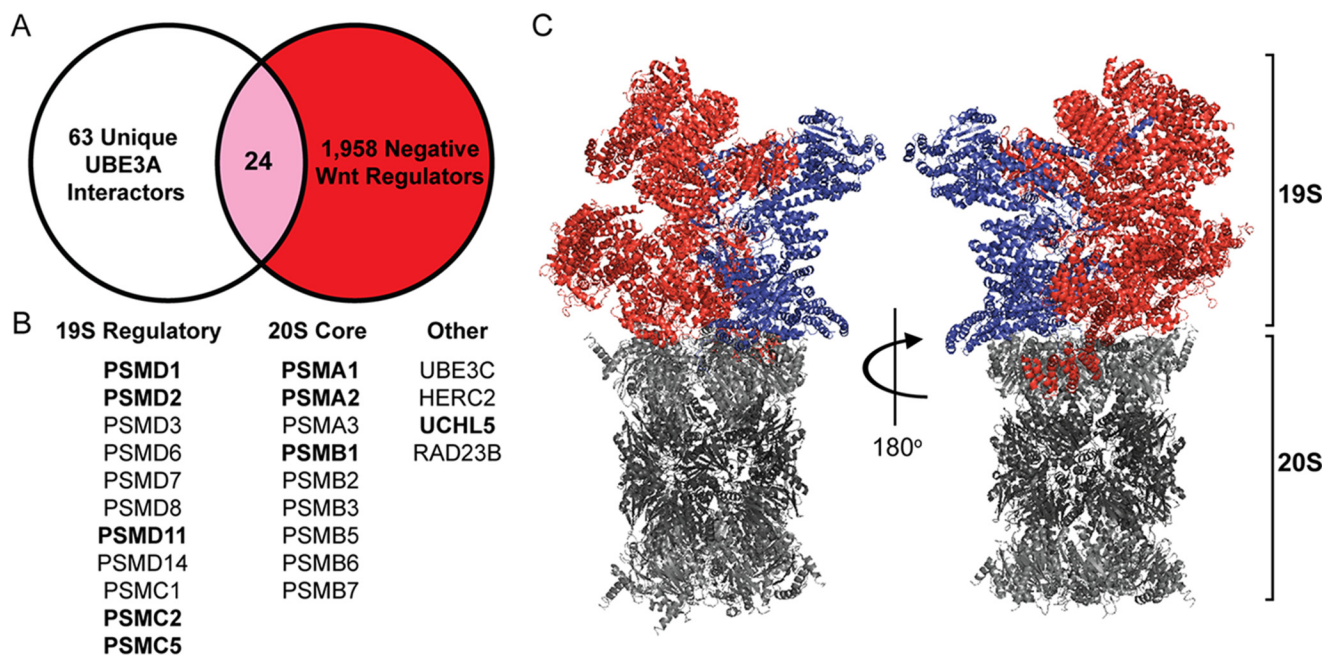 A
63 Unique
UBE3A
Interactors
24
1,958 Negative
Wnt Regulators
B
19S Regulatory
PSMD1
PSMD2
PSMD3
PSMD6
PSMD7
PSMD8
PSMD11
PSMD14
PSMC1
PSMC2
PSMC5
20S Core
PSMA1
PSMA2
PSMA3
PSMB1
PSMB2
PSMB3
PSMB5
PSMB6
PSMB7
Other
UBE3C
HERC2
UCHL5
RAD23B
C
180º
19S
20S